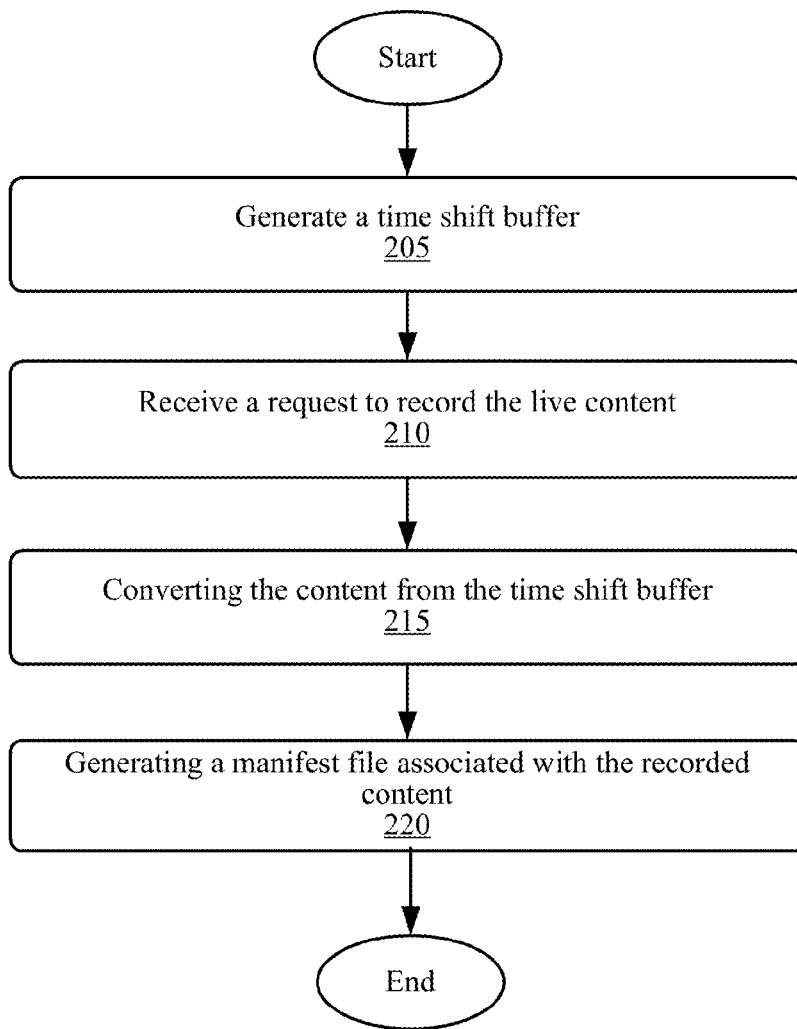 Start
Generate a time shift buffer
205
Receive a request to record the live content
210
Converting the content from the time shift buffer
215
Generating a manifest file associated with the recorded
content
220
End